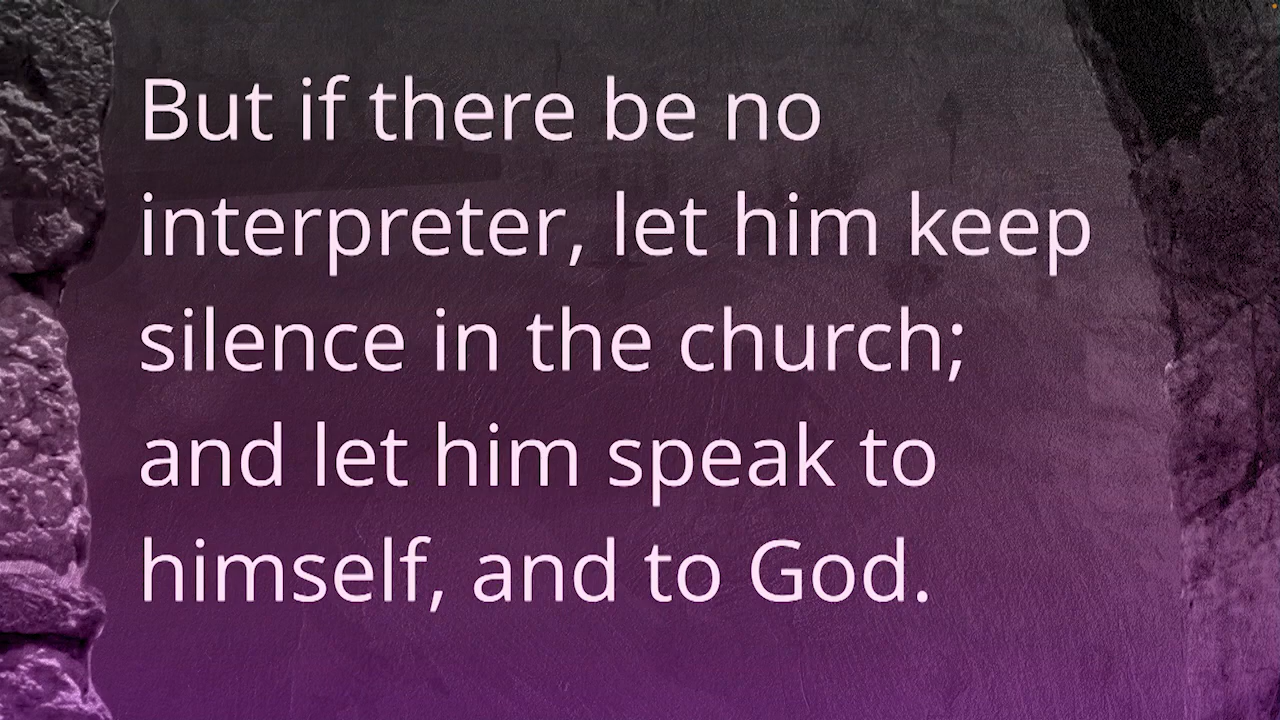 But if there be no
interpreter, let him keep
silence in the church;
and let him speak to
himself, and to God.